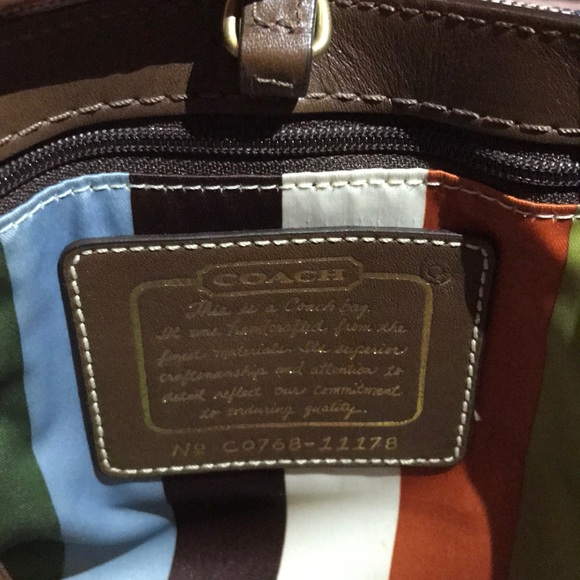 COACH
This is a Coach bag.
It was handcrafted from the
finest materials. Its superior
craftsmanship and attention to
detail reflect our commitment
to enduring quality.
Nº C0768-11178